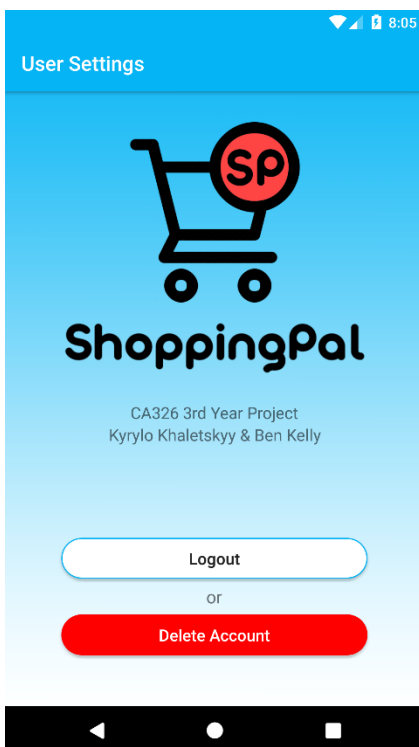 8:05
User Settings
SP
ShoppingPal
CA326 3rd Year Project
Kyrylo Khaletskyy & Ben Kelly
Logout
or
Delete Account